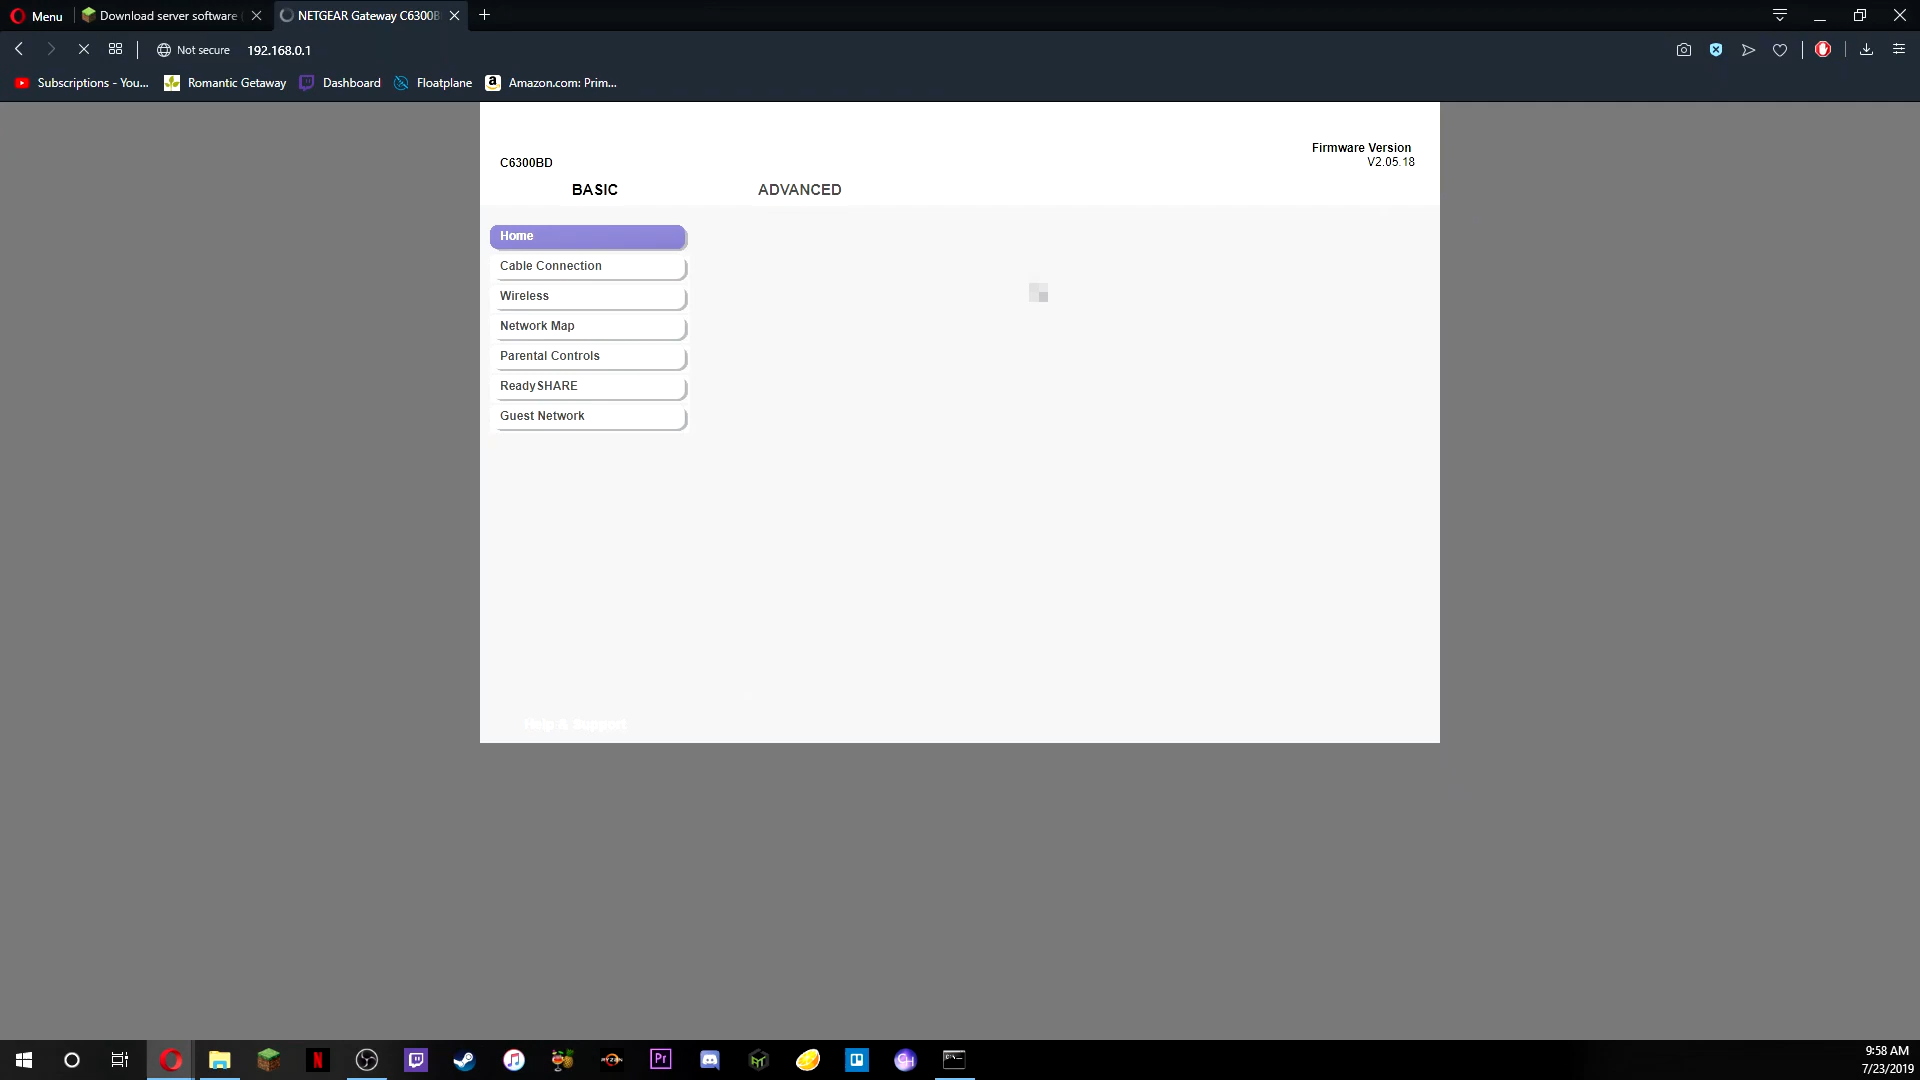 Menu
Download server software
NETGEAR Gateway C6300B
Not secure
192.168.0.1
Subscriptions - You...
Romantic Getaway
Dashboard
Floatplane
Amazon.com: Prim...
Firmware Version
C6300BD
V2.05.18
BASIC
ADVANCED
Home
Cable Connection
Wireless
Network Map
Parental Controls
ReadySHARE
Guest Network
Help & Support
9:58 AM
7/23/2019